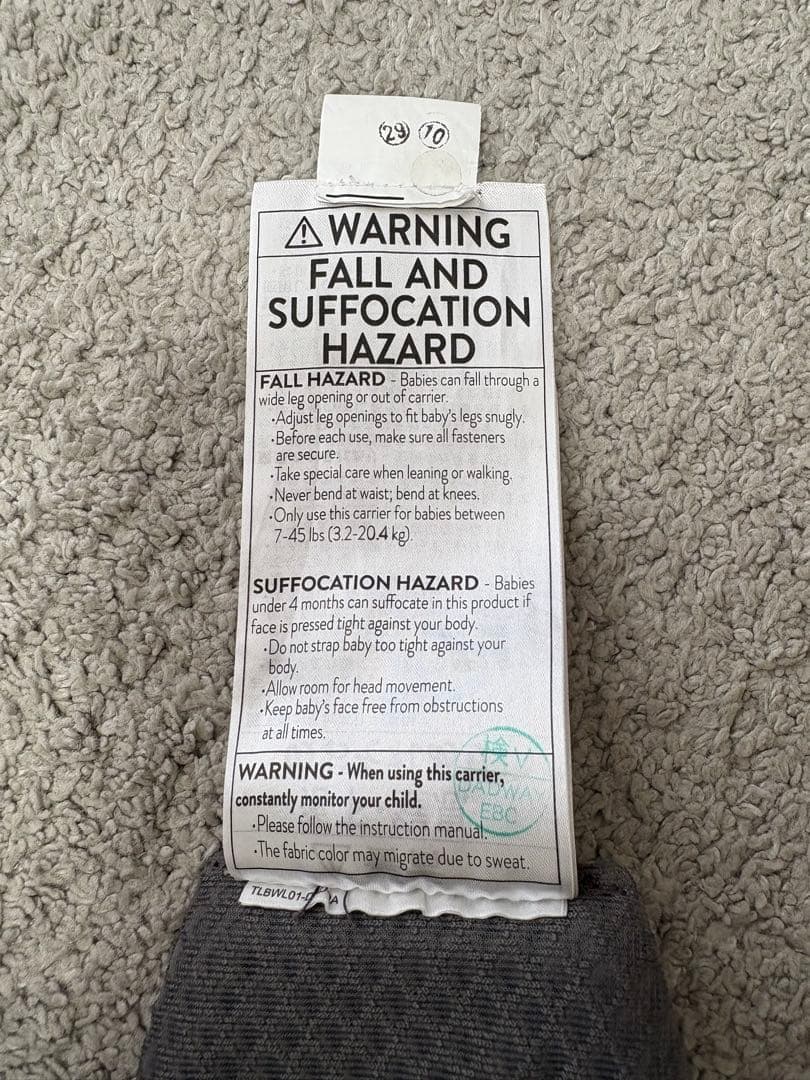 29 10
⚠ WARNING
FALL AND
SUFFOCATION
HAZARD
FALL HAZARD - Babies can fall through a
wide leg opening or out of carrier.
·Adjust leg openings to fit baby's legs snugly.
·Before each use, make sure all fasteners
are secure.
·Take special care when leaning or walking.
·Never bend at waist; bend at knees.
·Only use this carrier for babies between
7-45 lbs (3.2-20.4 kg).
SUFFOCATION HAZARD - Babies
under 4 months can suffocate in this product if
face is pressed tight against your body.
·Do not strap baby too tight against your
body.
·Allow room for head movement.
·Keep baby's face free from obstructions
at all times.
検V
DADWAY
EBC
WARNING - When using this carrier,
constantly monitor your child.
·Please follow the instruction manual.
·The fabric color may migrate due to sweat.